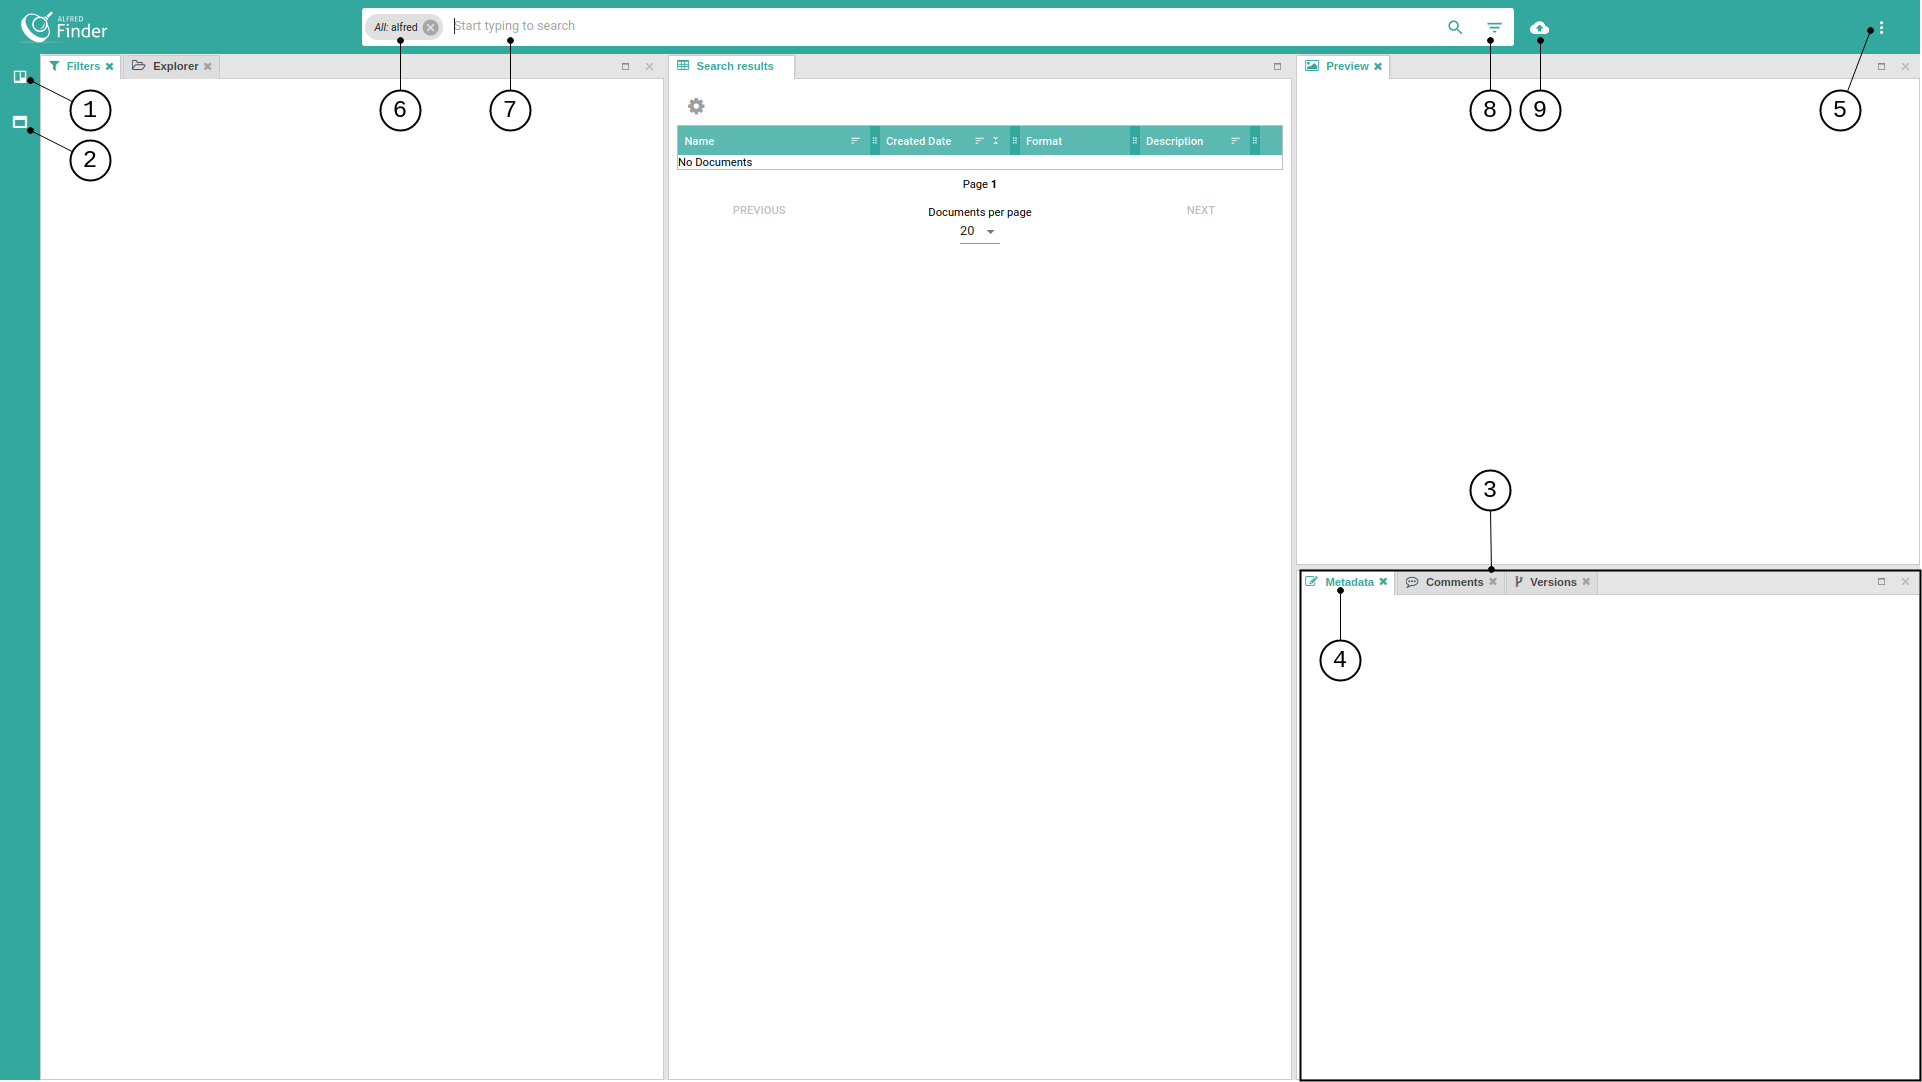 ALFRED
Finder
All: alfred
Start typing to search
Filters
Explorer
Search results
Preview
1
6
7
8
9
5
2
Name
Created Date
Format
Description
No Documents
Page 1
PREVIOUS
Documents per page
NEXT
20
3
Metadata
Comments
Versions
4